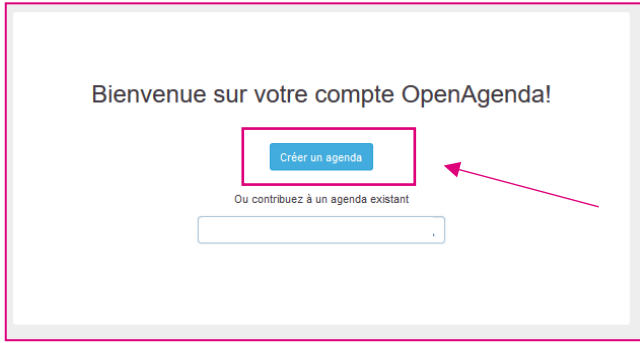 Bienvenue sur votre compte OpenAgenda!
Créer un agenda
Ou contribuez à un agenda existant